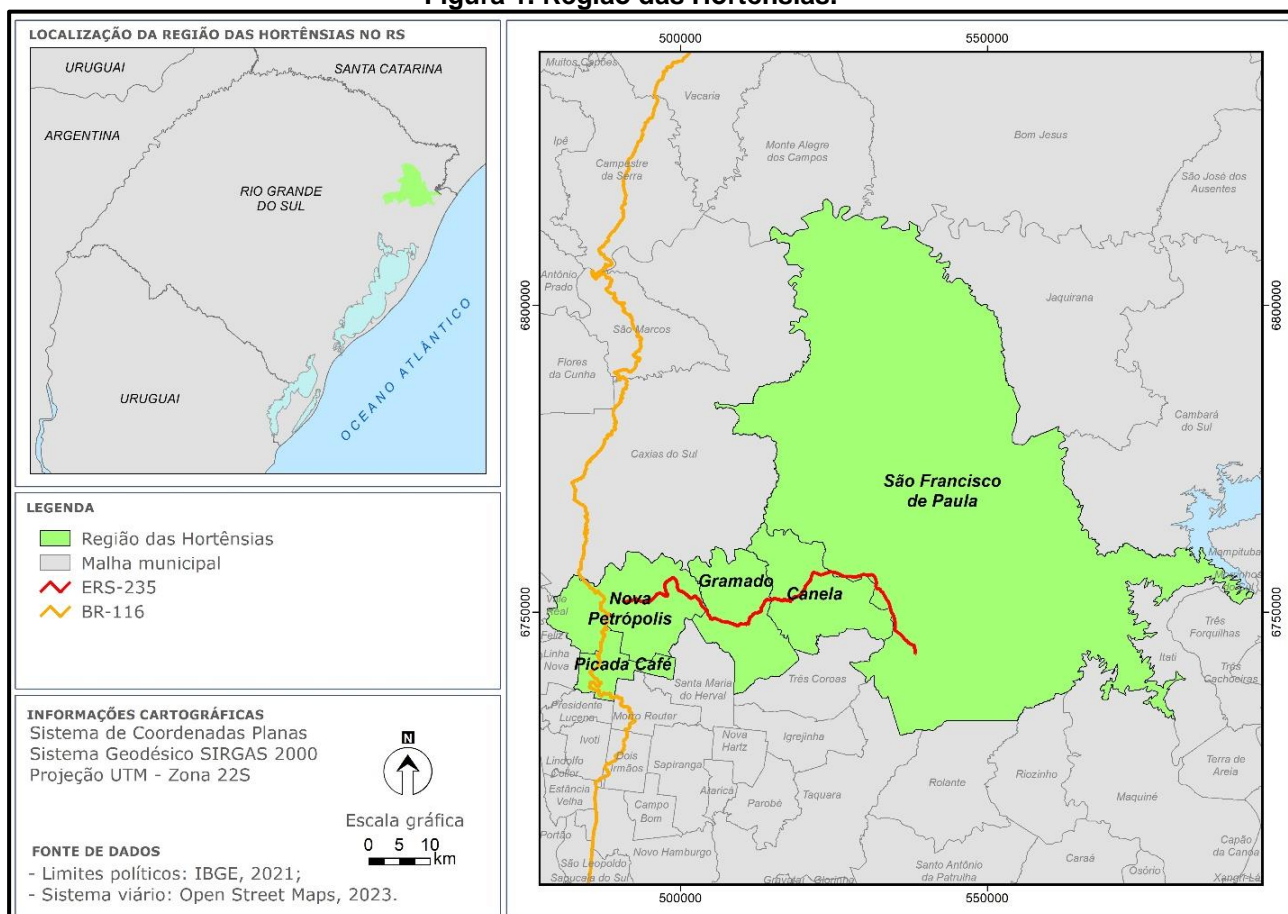 Figura 1: Região das Hortênsias.
LOCALIZAÇÃO DA REGIÃO DAS HORTÊNSIAS NO RS
URUGUAI
SANTA CATARINA
ARGENTINA
RIO GRANDE
DO SUL
URUGUAI
OCEANO ATLÂNTICO
LEGENDA
Região das Hortênsias
Malha municipal
ERS-235
BR-116
INFORMAÇÕES CARTOGRÁFICAS
Sistema de Coordenadas Planas
Sistema Geodésico SIRGAS 2000
Projeção UTM - Zona 22S
N
Escala gráfica
0 5 10
km
FONTE DE DADOS
- Limites políticos: IBGE, 2021;
- Sistema viário: Open Street Maps, 2023.
500000
550000
6800000
6750000
6800000
6750000
500000
550000
Muitos Capões
Vacaria
Ipê
Campestre
da Serra
Monte Alegre
dos Campos
Bom Jesus
São José dos
Ausentes
Antônio
Prado
São Marcos
Flores
da Cunha
Jaquirana
Cambará
do Sul
Caxias do Sul
São Francisco
de Paula
Mampituba
Gramado
Canela
Nova
Petrópolis
Picada Café
Real
Feliz
Linha
Nova
Três
Forquilhas
Itati
Três
Cachoeiras
Santa Maria
do Herval
Três Coroas
Presidente
Lucena
Morro Reuter
Ivoti
Dois
Irmãos
Nova
Hartz
Igrejinha
Lindolfo
Collor
Sapiranga
Estância
Velha
Araricá
Parobé
Taquara
Campo
Bom
Rolante
Riozinho
Maquiné
Terra de
Areia
Portão
Novo Hamburgo
São Leopoldo
Sapucaia do Sul
Santo Antônio
da Patrulha
Caraá
Osório
Capão
da Canoa